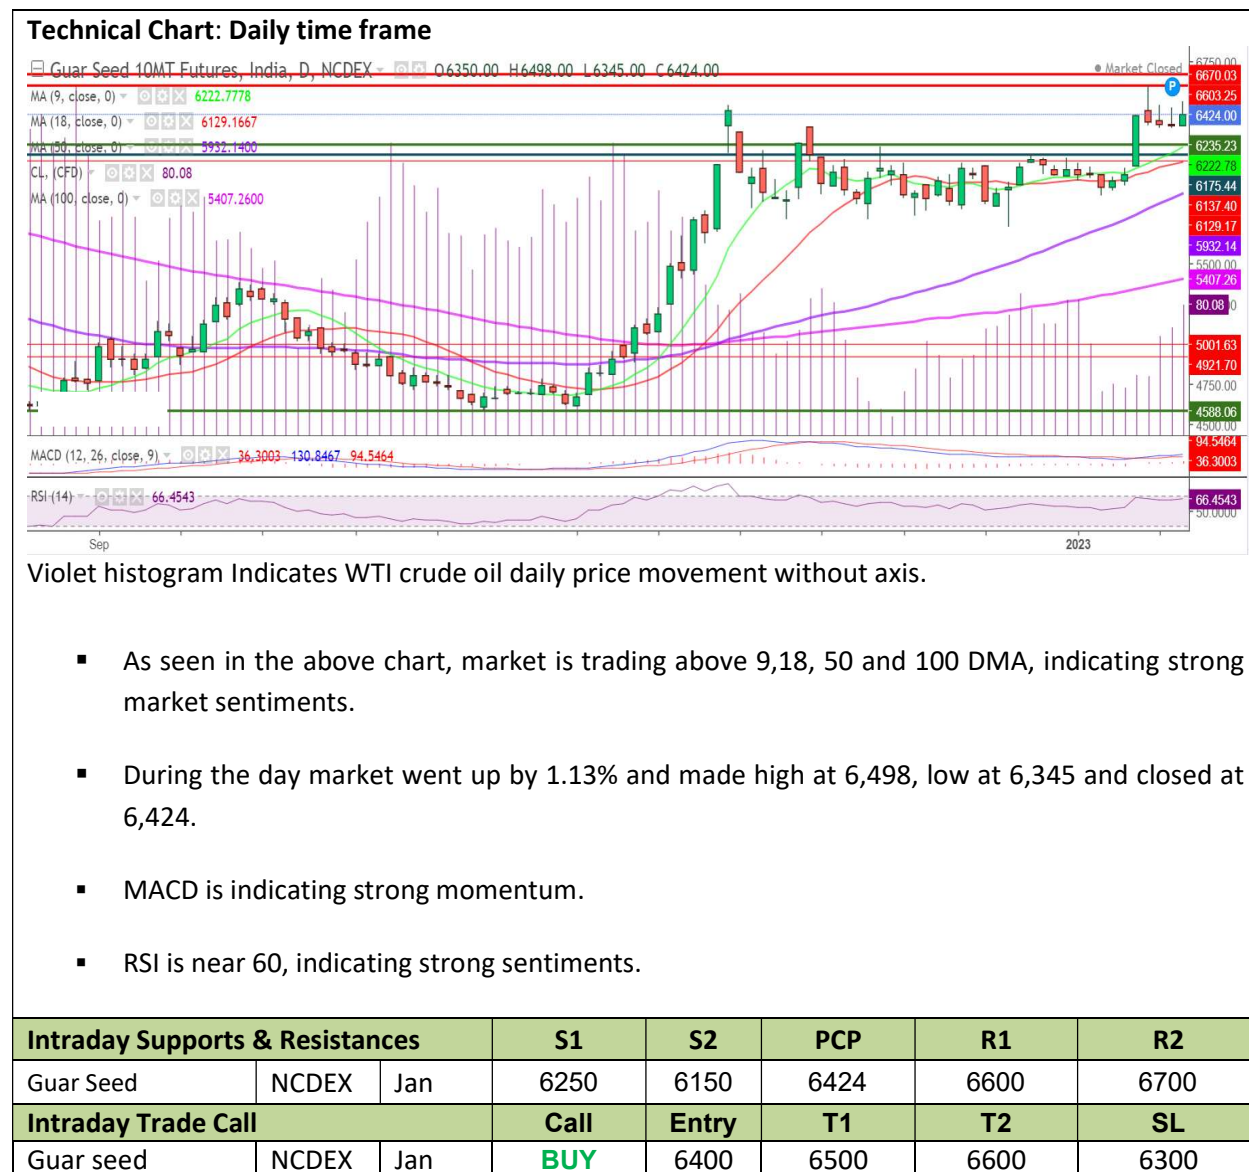 Technical Chart: Daily time frame
Guar Seed 10MT Futures, India, D, NCDEX O6350.00 H6498.00 L6345.00 C6424.00
Market Closed
MA (9, close, 0) 6222.7778
MA (18, close, 0) 6129.1667
MA (50, close, 0) 5932.1400
CL, (CFD) 80.08
MA (100, close, 0) 5407.2600
P
6750.00
6670.03
6603.25
6424.00
6235.23
6222.78
6175.44
6137.40
6129.17
5932.14
5500.00
5407.26
80.08
5001.63
4921.70
4750.00
4588.06
4500.00
MACD (12, 26, close, 9) 36.3003 130.8467 94.5464
94.5464
36.3003
RSI (14) 66.4543
66.4543
50.0000
Sep 2023
Violet histogram Indicates WTI crude oil daily price movement without axis.
▪ As seen in the above chart, market is trading above 9,18, 50 and 100 DMA, indicating strong
market sentiments.
▪ During the day market went up by 1.13% and made high at 6,498, low at 6,345 and closed at
6,424.
▪ MACD is indicating strong momentum.
▪ RSI is near 60, indicating strong sentiments.
Intraday Supports & Resistances S1 S2 PCP R1 R2
Guar Seed NCDEX Jan 6250 6150 6424 6600 6700
Intraday Trade Call Call Entry T1 T2 SL
Guar seed NCDEX Jan BUY 6400 6500 6600 6300